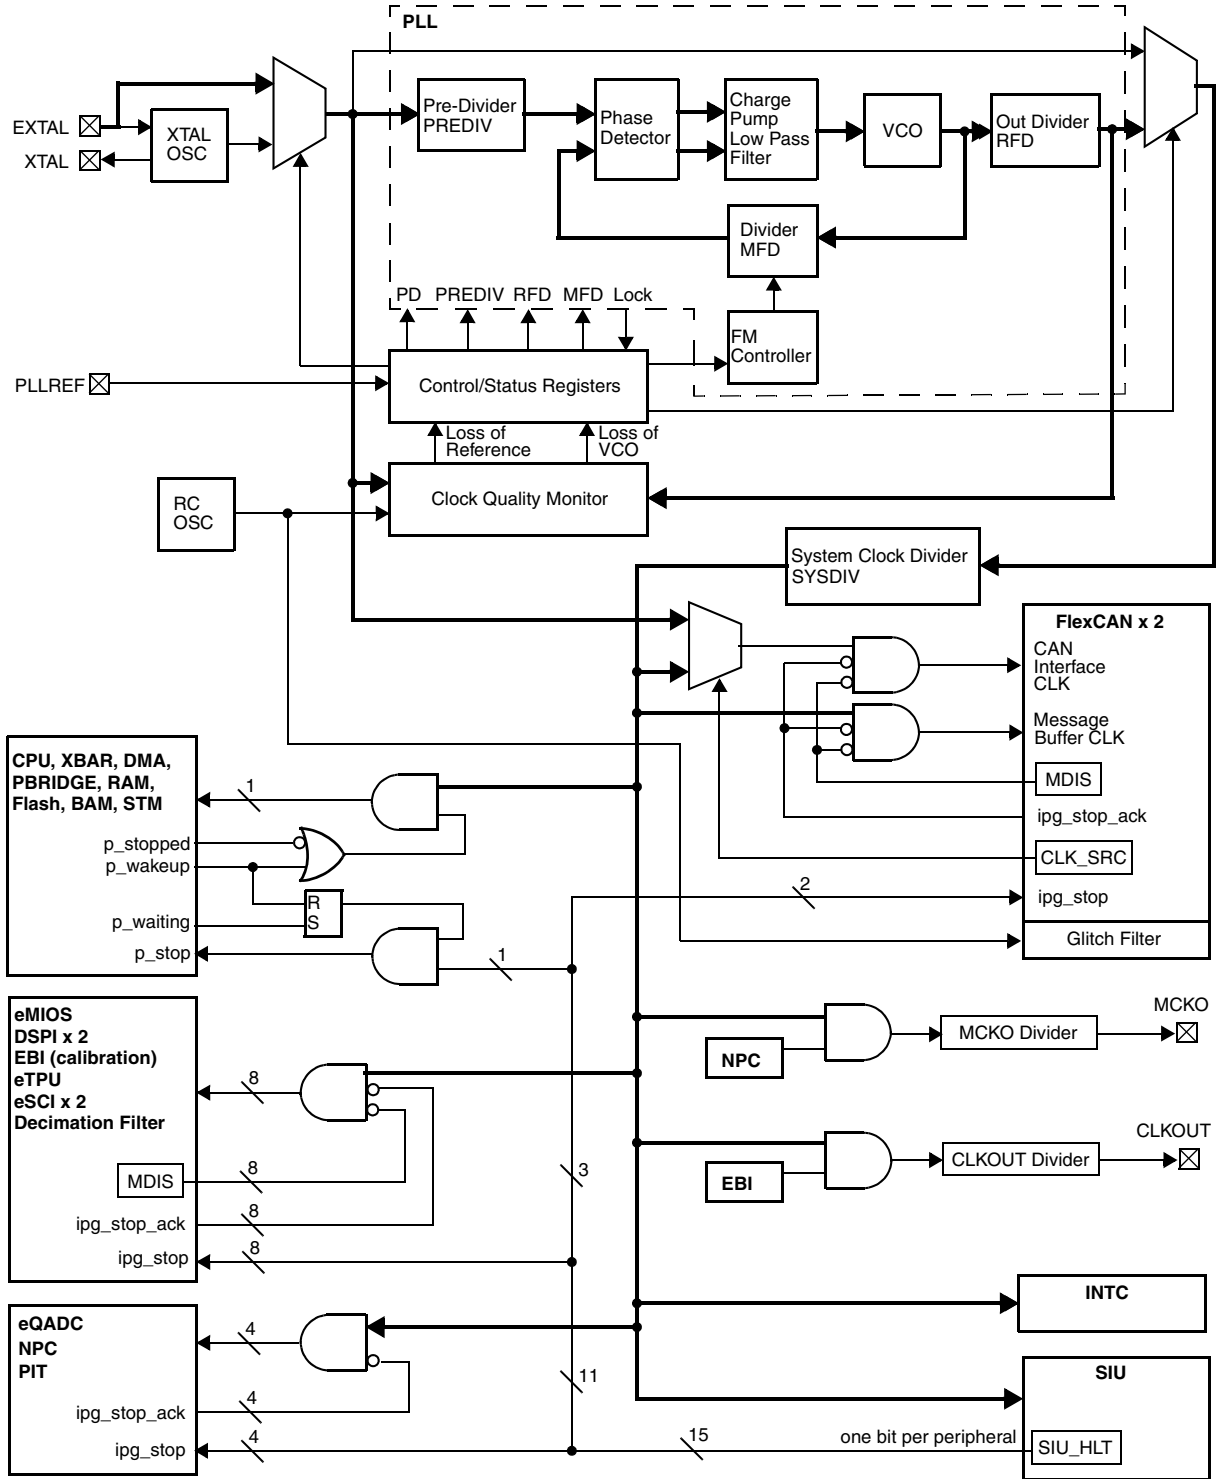 PLL
EXTAL
XTAL
XTAL
OSC
Pre-Divider
PREDIV
Phase
Detector
Charge
Pump
Low Pass
Filter
VCO
Out Divider
RFD
Divider
MFD
PD
PREDIV
RFD
MFD
Lock
FM
Controller
PLLREF
Control/Status Registers
Loss of
Reference
Loss of
VCO
Clock Quality Monitor
RC
OSC
System Clock Divider
SYSDIV
FlexCAN x 2
CAN
Interface
CLK
Message
Buffer CLK
MDIS
ipg_stop_ack
CLK_SRC
2
ipg_stop
Glitch Filter
CPU, XBAR, DMA,
PBRIDGE, RAM,
Flash, BAM, STM
1
p_stopped
p_wakeup
R
S
p_waiting
p_stop
1
eMIOS
DSPI x 2
EBI (calibration)
eTPU
eSCI x 2
Decimation Filter
8
MDIS
8
ipg_stop_ack
8
ipg_stop
8
3
NPC
MCKO Divider
MCKO
EBI
CLKOUT Divider
CLKOUT
INTC
eQADC
NPC
PIT
4
ipg_stop_ack
4
ipg_stop
4
11
15
one bit per peripheral
SIU
SIU_HLT